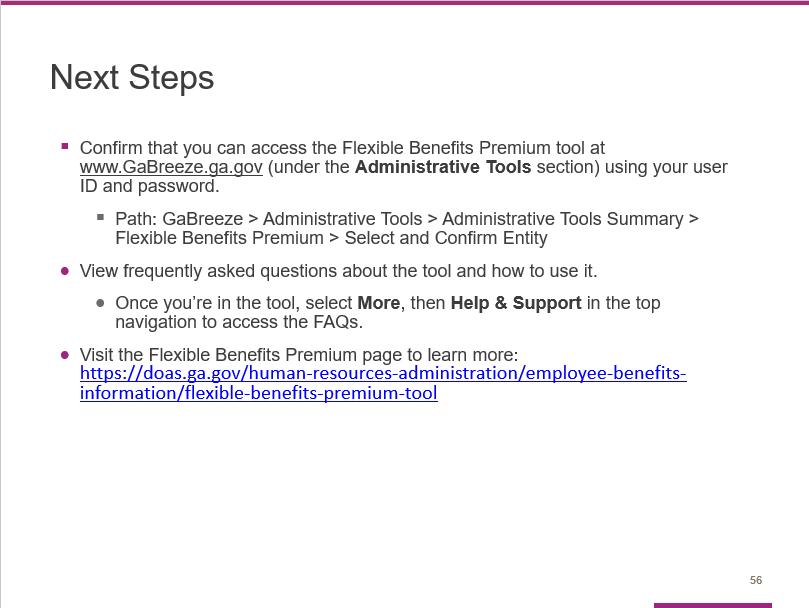 Next Steps
Confirm that you can access the Flexible Benefits Premium tool at
www.GaBreeze.ga.gov (under the Administrative Tools section) using your user
ID and password.
Path: GaBreeze > Administrative Tools > Administrative Tools Summary >
Flexible Benefits Premium > Select and Confirm Entity
View frequently asked questions about the tool and how to use it.
Once you’re in the tool, select More, then Help & Support in the top
navigation to access the FAQs.
Visit the Flexible Benefits Premium page to learn more:
https://doas.ga.gov/human-resources-administration/employee-benefits-
information/flexible-benefits-premium-tool
56